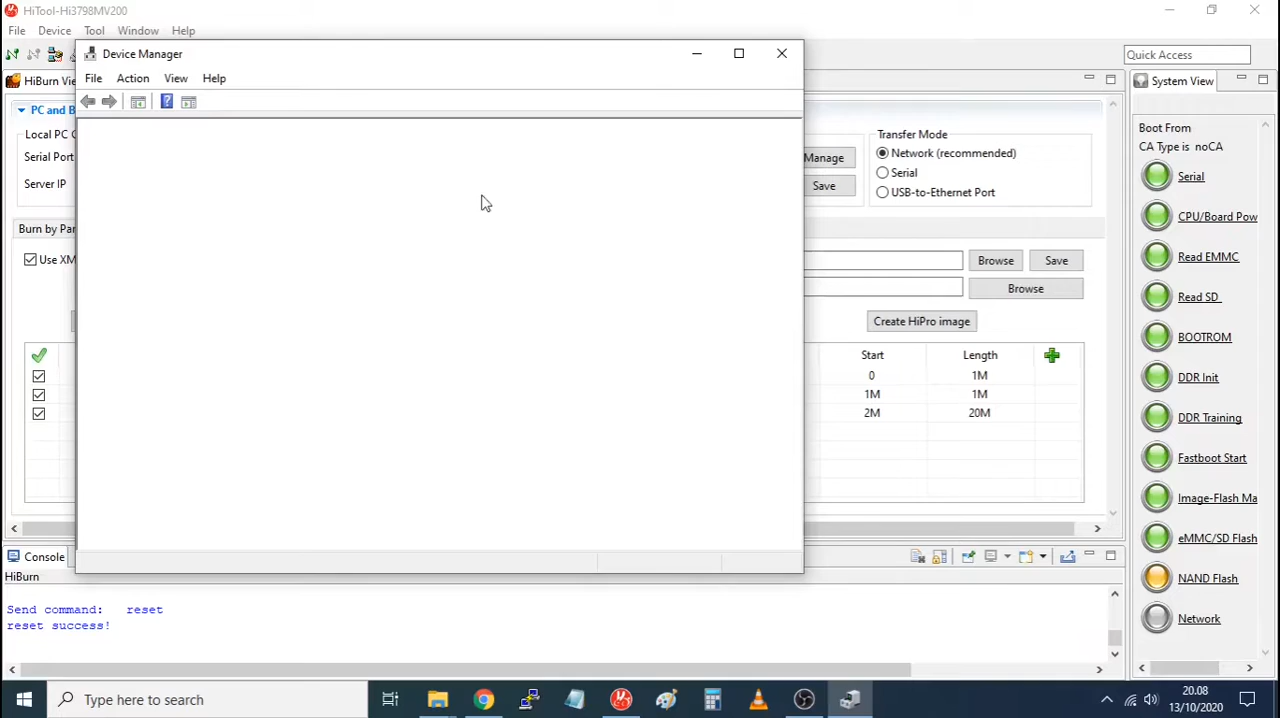 HiTool-Hi3798MV200
File Device Tool Window Help
Quick Access
Device Manager
File Action View Help
HiBurn Vie
System View
PC and B
Local PC C
Serial Port
Server IP
Manage
Save
Transfer Mode
Network (recommended)
Serial
USB-to-Ethernet Port
Burn by Par
Use XM
Browse Save
Browse
Create HiPro image
Start Length
0 1M
1M 1M
2M 20M
Boot From
CA Type is noCA
Serial
CPU/Board Pow
Read EMMC
Read SD
BOOTROM
DDR Init
DDR Training
Fastboot Start
Image-Flash Ma
eMMC/SD Flash
NAND Flash
Network
Console
HiBurn
Send command: reset
reset success!
Type here to search
20.08
13/10/2020